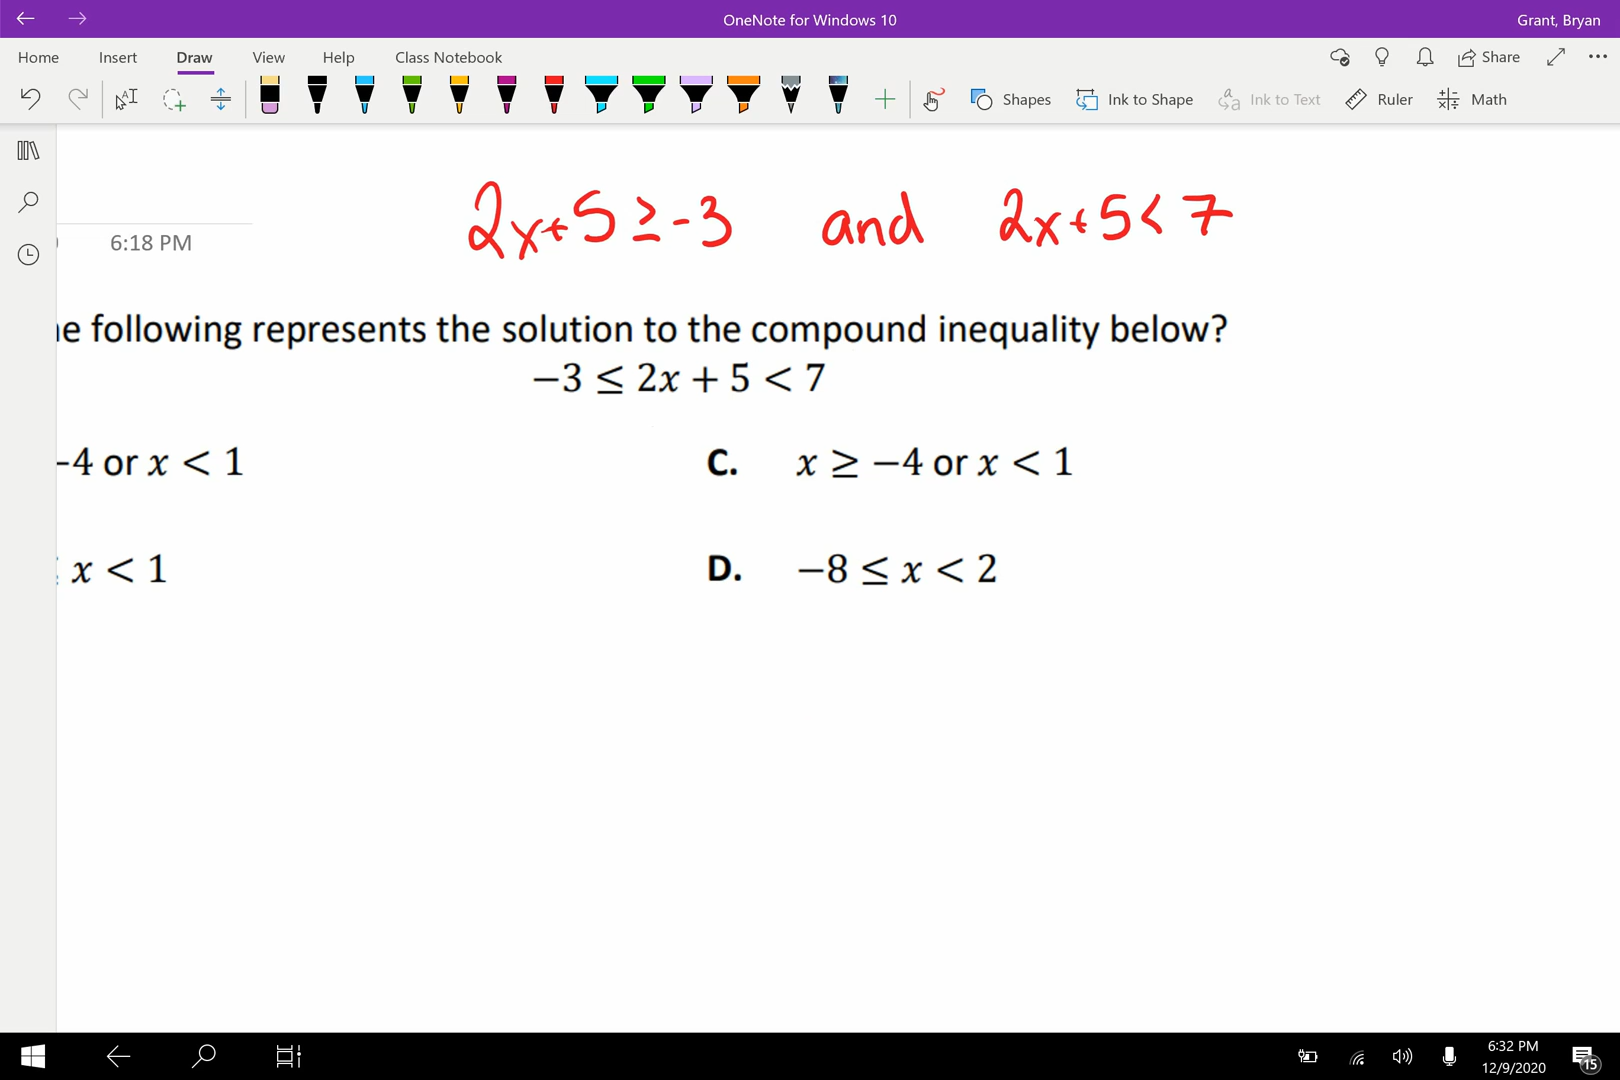 OneNote for Windows 10
Grant, Bryan
Home Insert Draw View Help Class Notebook
Share
Shapes Ink to Shape Ink to Text Ruler Math
2x+5≥-3 and 2x+5<7
6:18 PM
e following represents the solution to the compound inequality below?
−3 ≤ 2x + 5 < 7
−4 or x < 1
C. x ≥ −4 or x < 1
x < 1
D. −8 ≤ x < 2
6:32 PM
12/9/2020
15